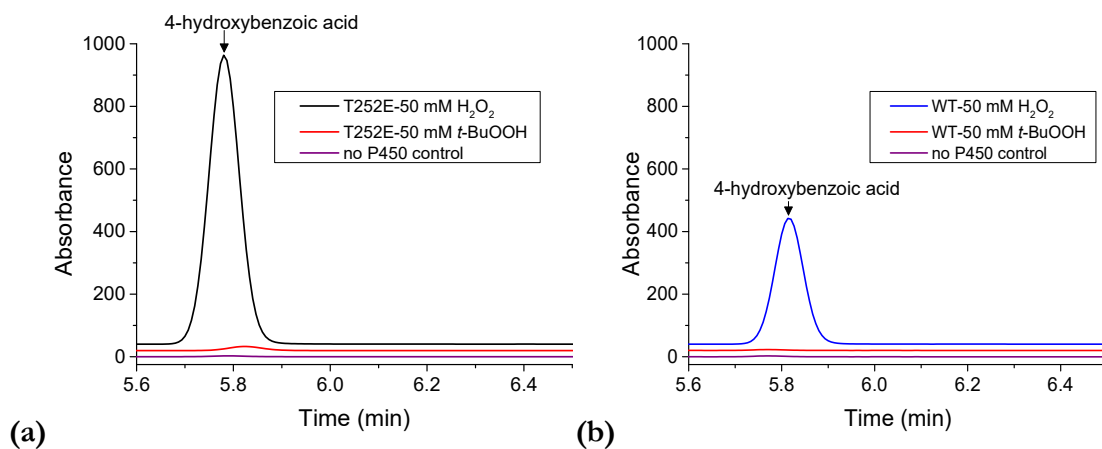 4-hydroxybenzoic acid
1000
800
600
400
200
0
Absorbance
T252E-50 mM H₂O₂
T252E-50 mM t-BuOOH
no P450 control
5.6 5.8 6.0 6.2 6.4
Time (min)
(a)
1000
800
600
400
200
0
Absorbance
WT-50 mM H₂O₂
WT-50 mM t-BuOOH
no P450 control
4-hydroxybenzoic acid
5.6 5.8 6.0 6.2 6.4
Time (min)
(b)